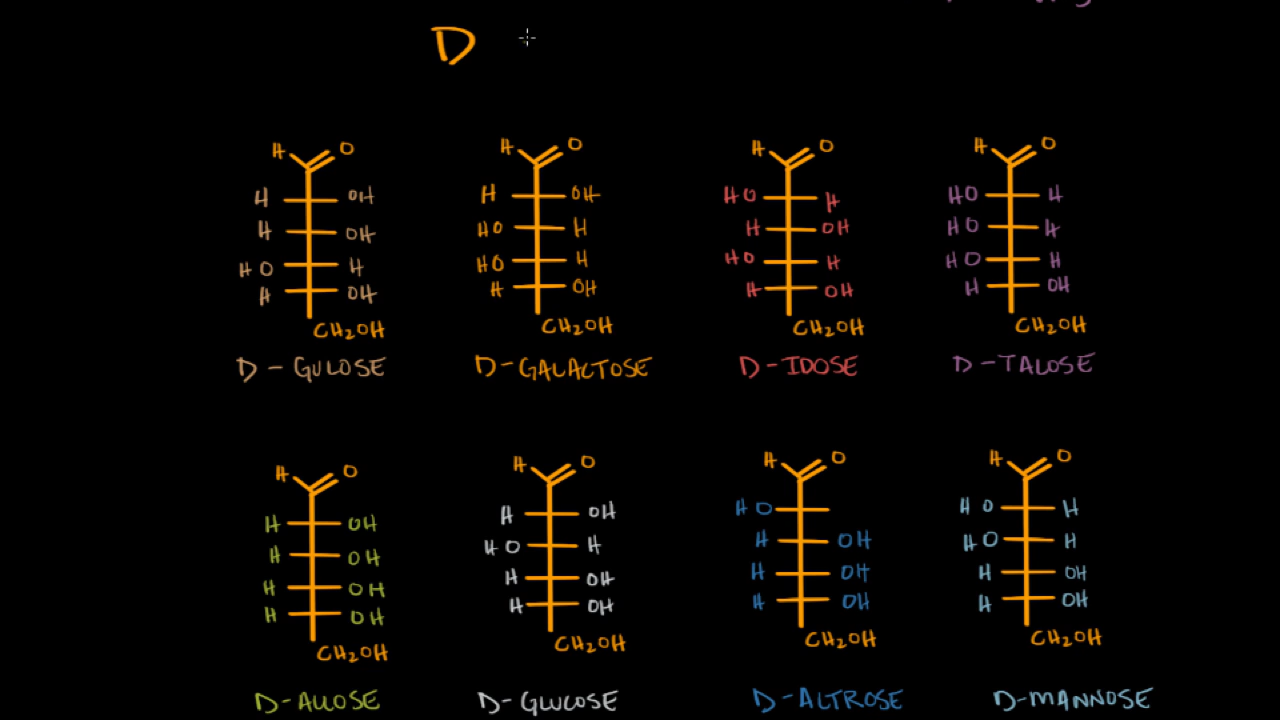 D
H O H O H O H O
H OH H OH HO H HO H
H OH HO H H OH HO H
HO H HO H HO H HO H
H OH H OH H OH H OH
CH2OH CH2OH CH2OH CH2OH
D-GULOSE D-GALACTOSE D-IDOSE D-TALOSE
H O H O H O H O
H OH H OH HO HO H
H OH HO H H OH HO H
H OH H OH H OH H OH
H OH H OH H OH H OH
CH2OH CH2OH CH2OH CH2OH
D-ALLOSE D-GLUCOSE D-ALTROSE D-MANNOSE